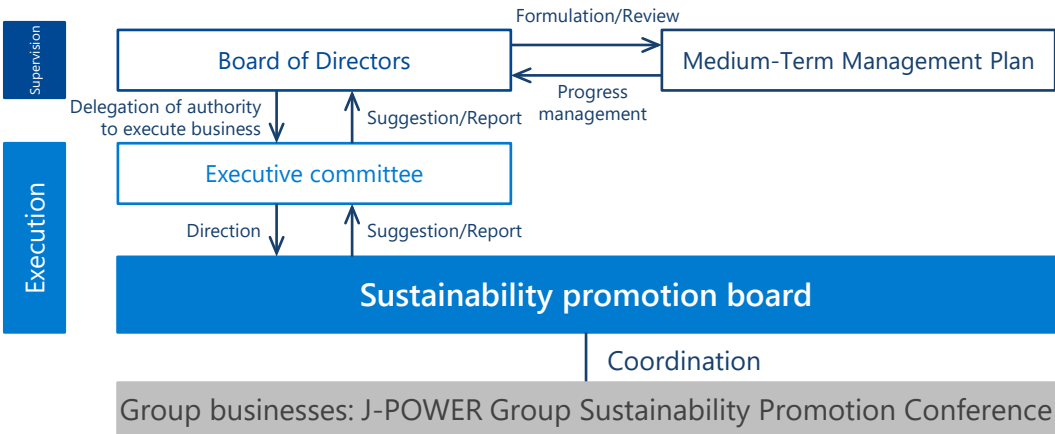 Formulation/Review
Supervision
Board of Directors
Medium-Term Management Plan
Progress
management
Delegation of authority
to execute business
Suggestion/Report
Execution
Executive committee
Direction
Suggestion/Report
Sustainability promotion board
Coordination
Group businesses: J-POWER Group Sustainability Promotion Conference